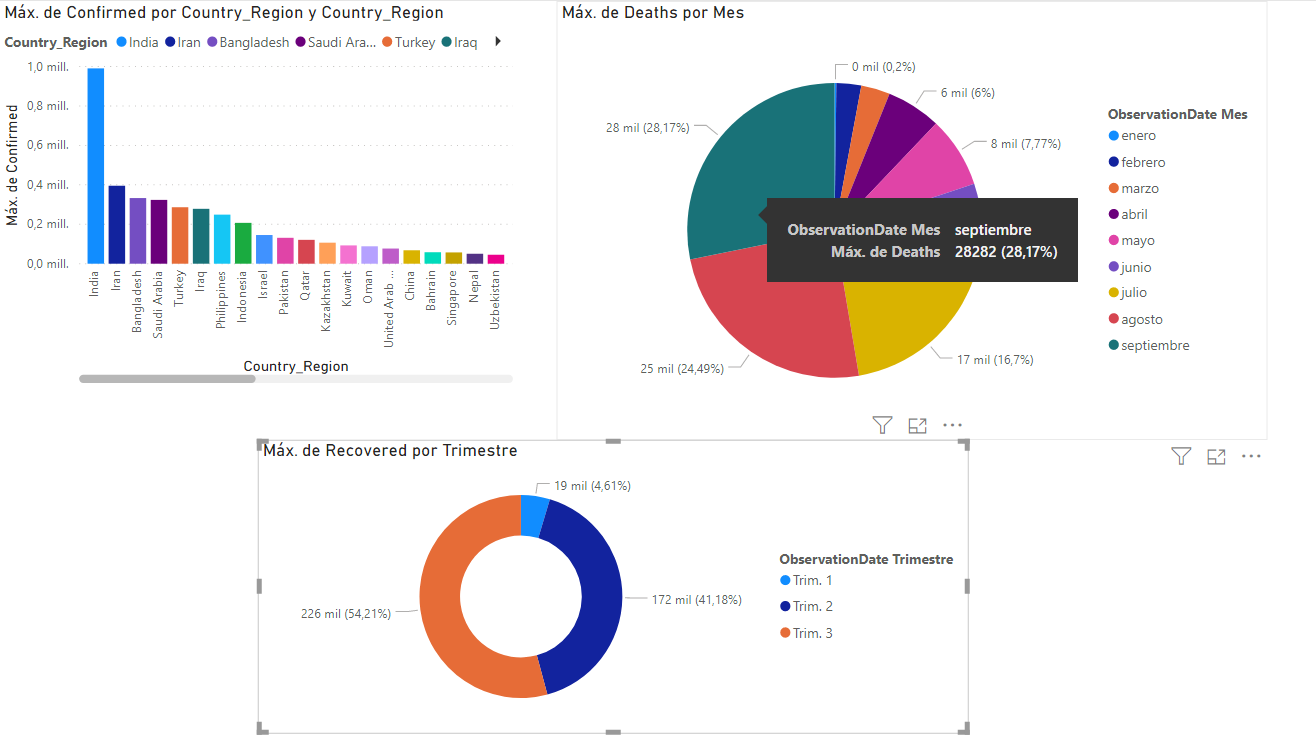 Máx. de Confirmed por Country_Region y Country_Region
Country_Region India Iran Bangladesh Saudi Ara... Turkey Iraq
Máx. de Confirmed
1,0 mill.
0,8 mill.
0,6 mill.
0,4 mill.
0,2 mill.
0,0 mill.
India
Iran
Bangladesh
Saudi Arabia
Turkey
Iraq
Philippines
Indonesia
Israel
Pakistan
Qatar
Kazakhstan
Kuwait
Oman
United Arab ...
China
Bahrain
Singapore
Nepal
Uzbekistan
Country_Region
Máx. de Deaths por Mes
0 mil (0,2%)
6 mil (6%)
8 mil (7,77%)
28 mil (28,17%)
25 mil (24,49%)
17 mil (16,7%)
ObservationDate Mes septiembre
Máx. de Deaths 28282 (28,17%)
ObservationDate Mes
enero
febrero
marzo
abril
mayo
junio
julio
agosto
septiembre
Máx. de Recovered por Trimestre
19 mil (4,61%)
172 mil (41,18%)
226 mil (54,21%)
ObservationDate Trimestre
Trim. 1
Trim. 2
Trim. 3